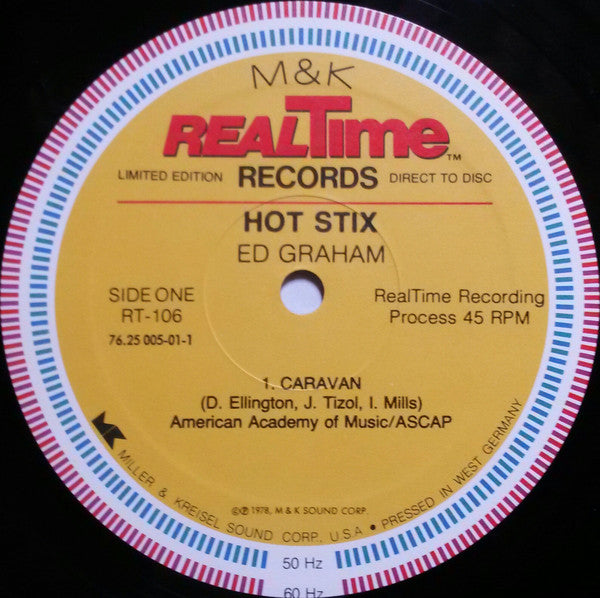 M & K
REALTime™
LIMITED EDITION RECORDS DIRECT TO DISC
HOT STIX
ED GRAHAM
SIDE ONE
RT-106
76.25 005-01-1
RealTime Recording
Process 45 RPM
1. CARAVAN
(D. Ellington, J. Tizol, I. Mills)
American Academy of Music/ASCAP
MK MILLER & KREISEL SOUND CORP., U.S.A • PRESSED IN WEST GERMANY
©℗ 1978, M & K SOUND CORP.
50 Hz
60 Hz